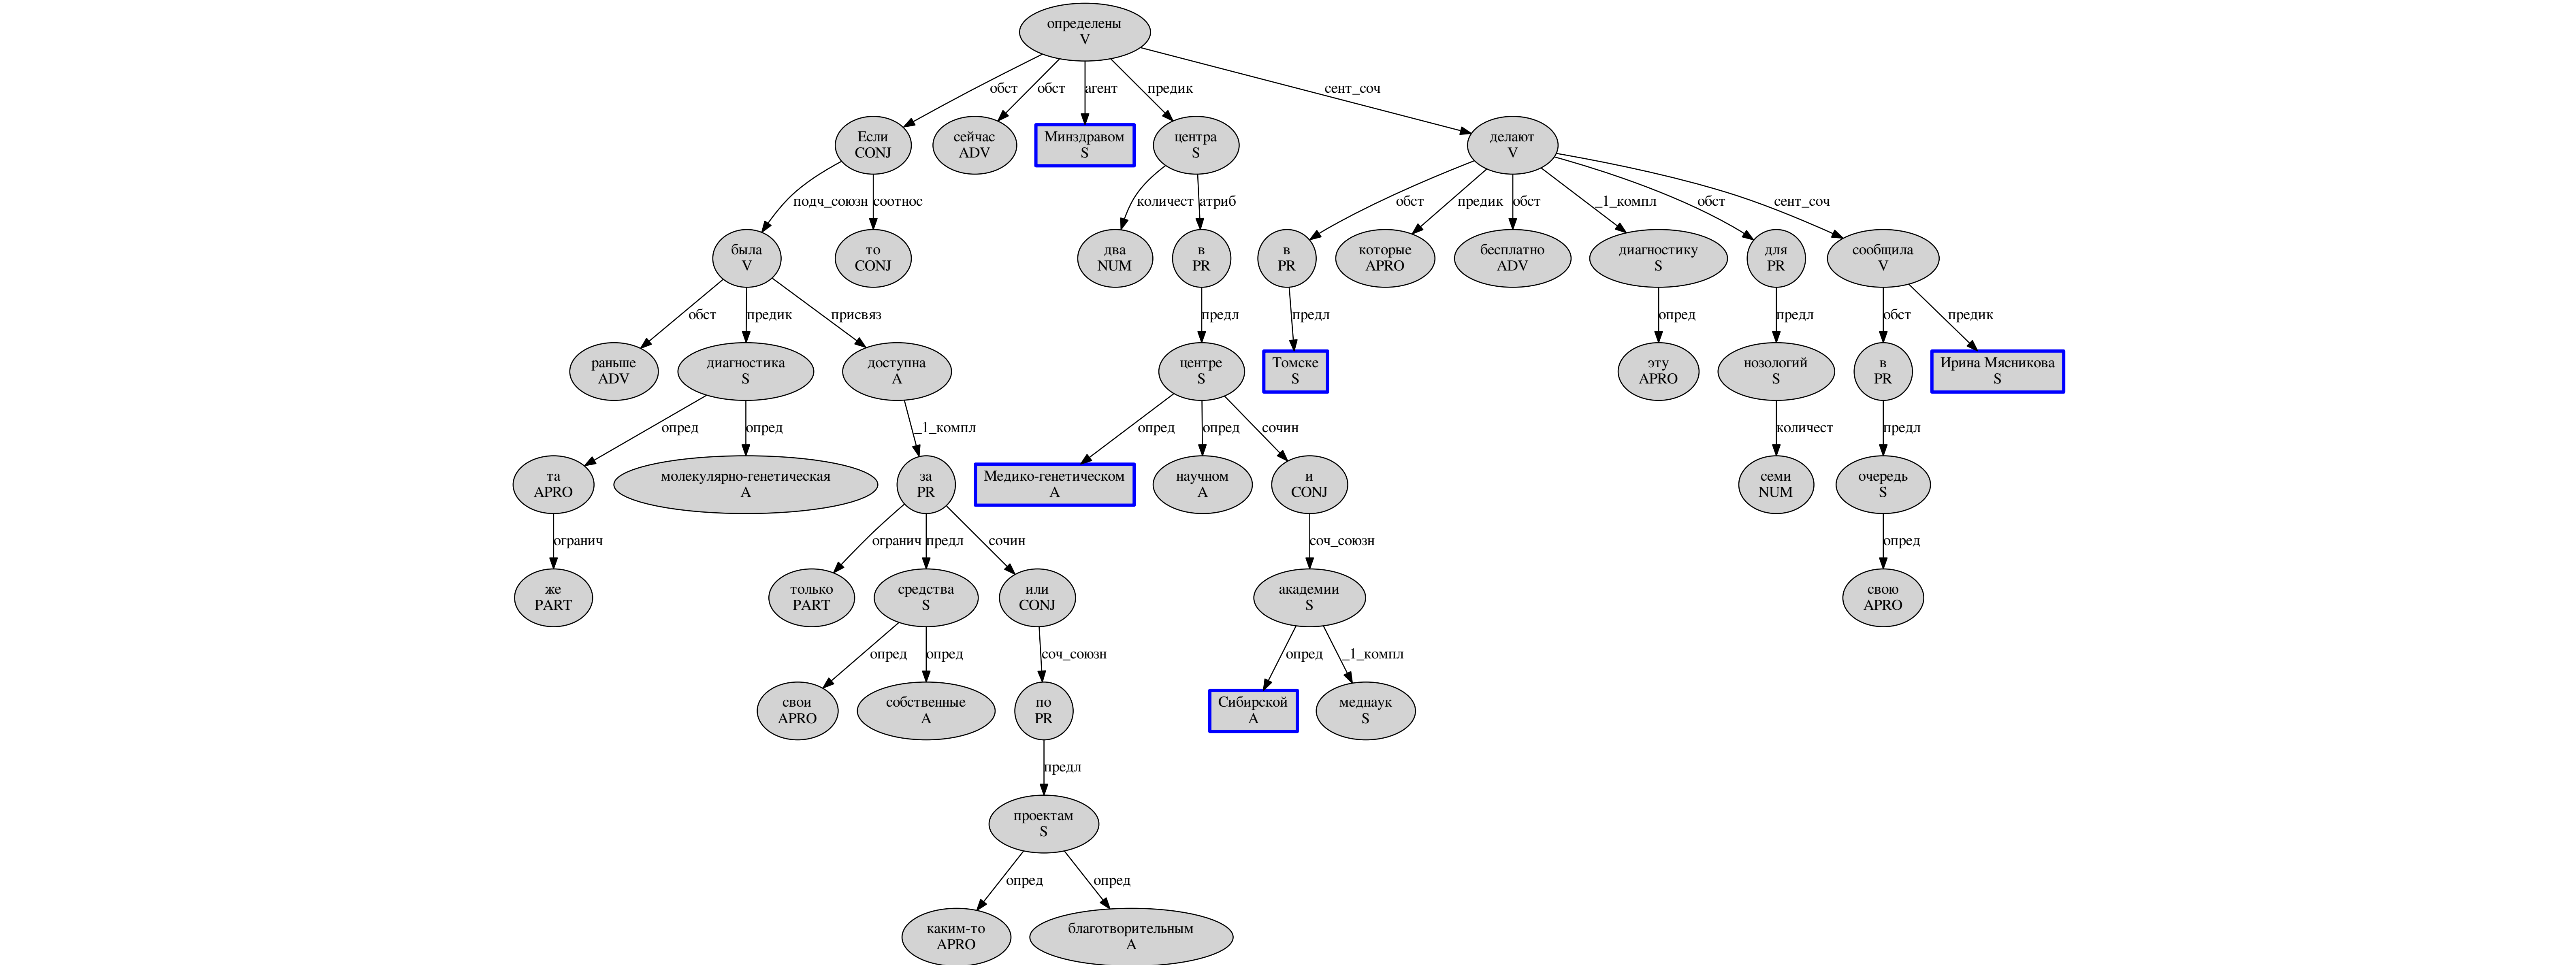 определены
V
обст
обст
агент
предик
сент_соч
Если
CONJ
сейчас
ADV
Минздравом
S
центра
S
делают
V
подч_союзн
соотнос
количест
атриб
обст
предик
обст
_1_компл
обст
сент_соч
была
V
то
CONJ
два
NUM
в
PR
в
PR
которые
APRO
бесплатно
ADV
диагностику
S
для
PR
сообщила
V
обст
предик
присвяз
предл
предл
опред
предл
обст
предик
раньше
ADV
диагностика
S
доступна
A
центре
S
Томске
S
эту
APRO
нозологий
S
в
PR
Ирина Мясникова
S
опред
опред
_1_компл
опред
опред
сочин
количест
предл
та
APRO
молекулярно-генетическая
A
за
PR
Медико-генетическом
A
научном
A
и
CONJ
семи
NUM
очередь
S
огранич
огранич
предл
сочин
соч_союзн
опред
же
PART
только
PART
средства
S
или
CONJ
академии
S
свою
APRO
опред
опред
соч_союзн
опред
_1_компл
свои
APRO
собственные
A
по
PR
Сибирской
A
меднаук
S
предл
проектам
S
опред
опред
каким-то
APRO
благотворительным
A